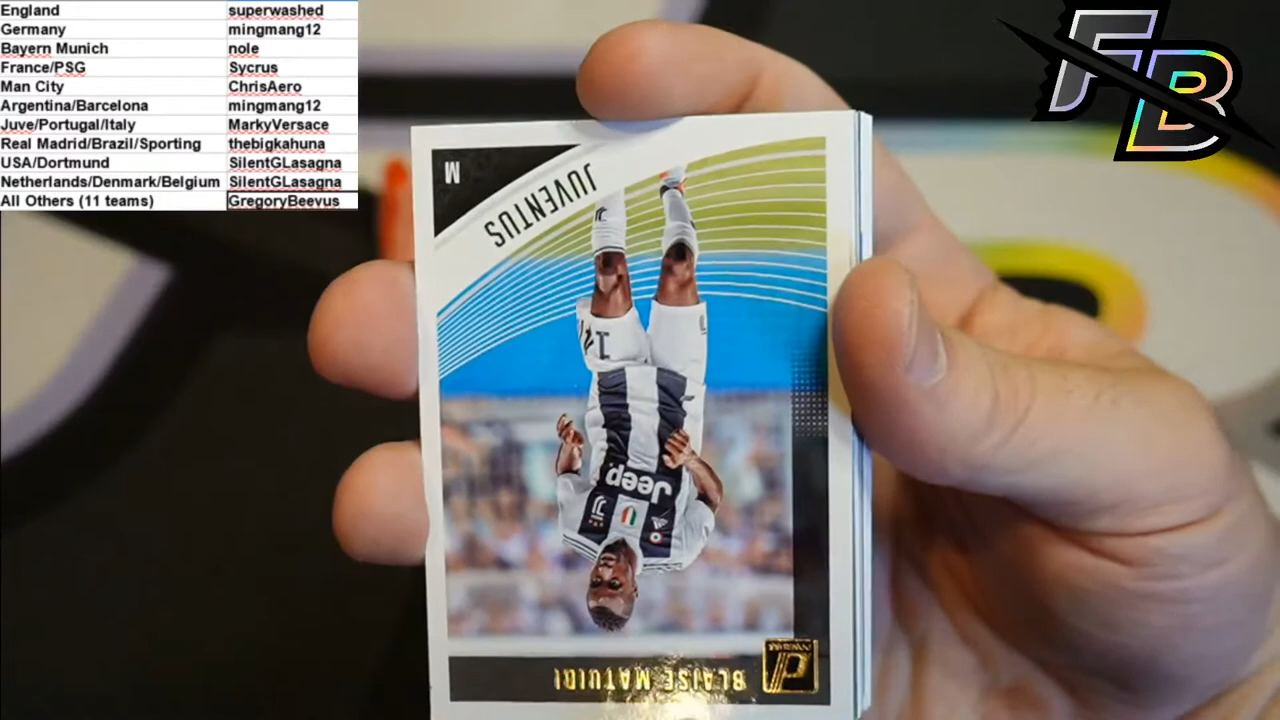 England superwashed
Germany mingmang12
Bayern Munich nole
France/PSG Sycrus
Man City ChrisAero
Argentina/Barcelona mingmang12
Juve/Portugal/Italy MarkyVersace
Real Madrid/Brazil/Sporting thebigkahuna
USA/Dortmund SilentGLasagna
Netherlands/Denmark/Belgium SilentGLasagna
All Others (11 teams) GregoryBeevus
FB
M
JUVENTUS
Jeep
BLAISE MATUIDI